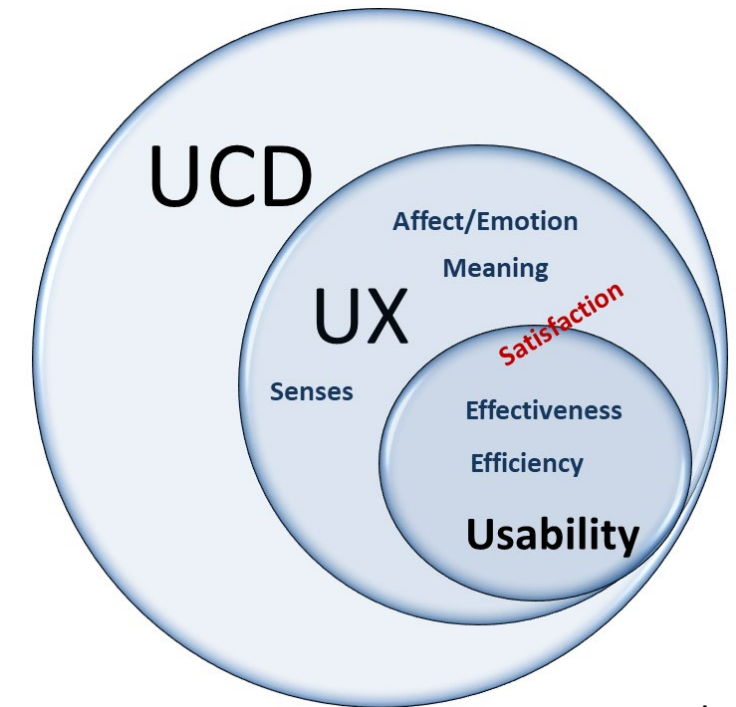 UCD
Affect/Emotion
Meaning
UX
Satisfaction
Senses
Effectiveness
Efficiency
Usability